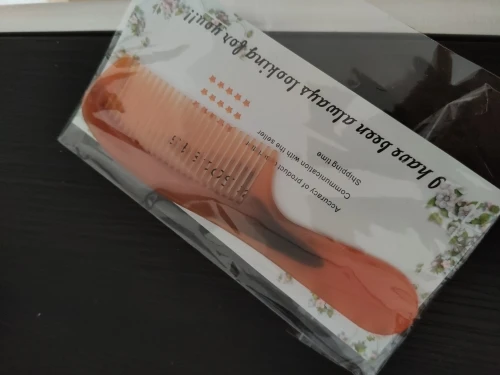 Accuracy of product
Communication with the seller
Shipping time
I have been always looking for you!!